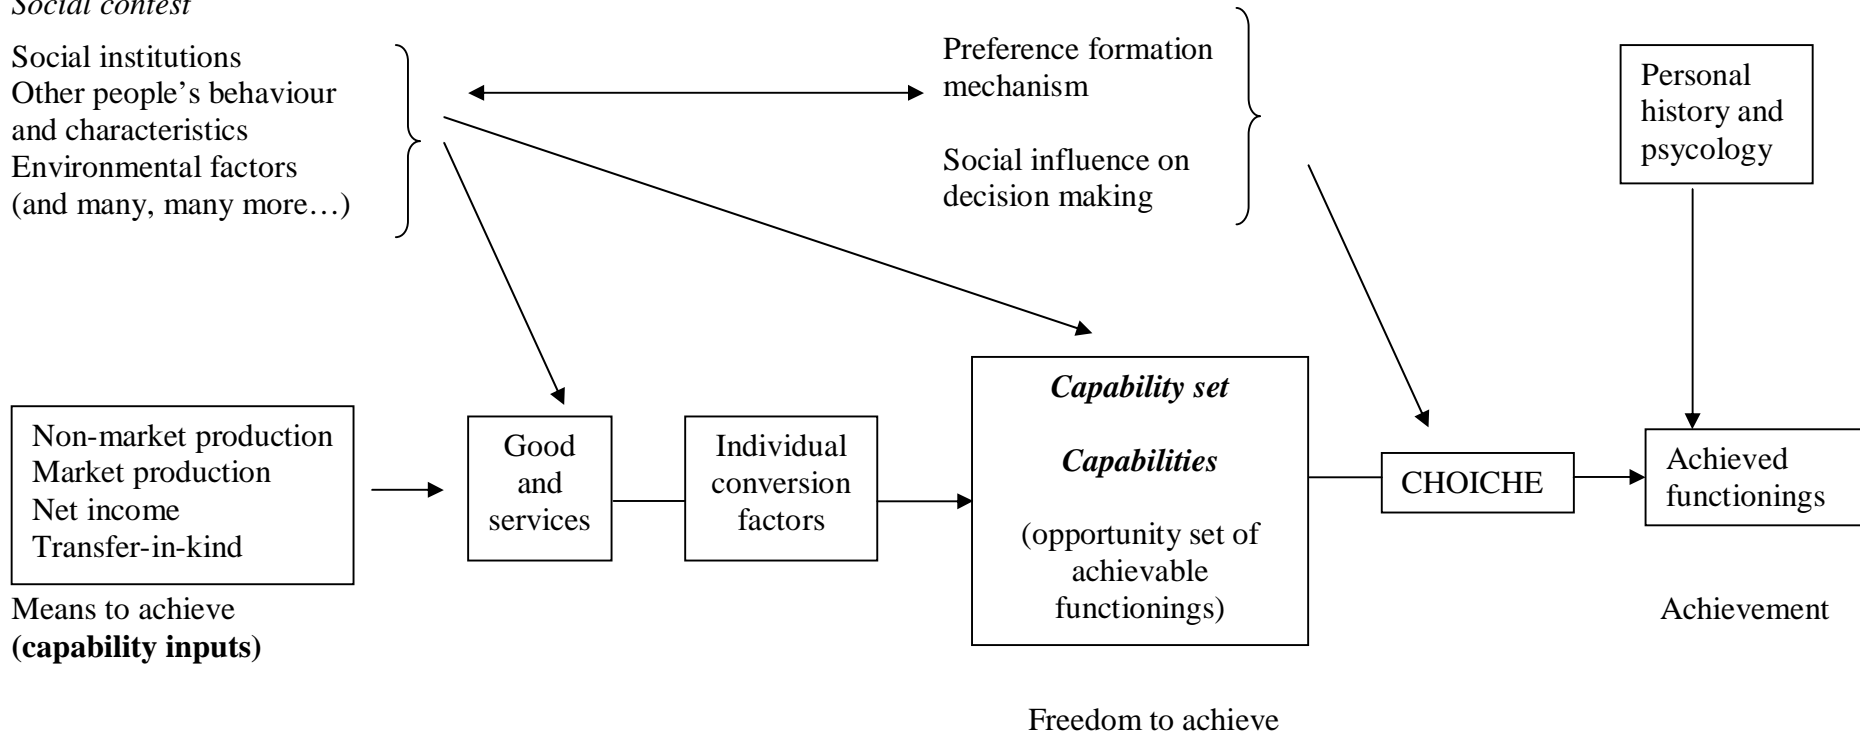 Social contest
Social institutions
Other people’s behaviour
and characteristics
Environmental factors
(and many, many more…)
Preference formation
mechanism
Social influence on
decision making
Personal
history and
psycology
Non-market production
Market production
Net income
Transfer-in-kind
Good
and
services
Individual
conversion
factors
Capability set
Capabilities
(opportunity set of
achievable
functionings)
CHOICHE
Achieved
functionings
Means to achieve
(capability inputs)
Achievement
Freedom to achieve